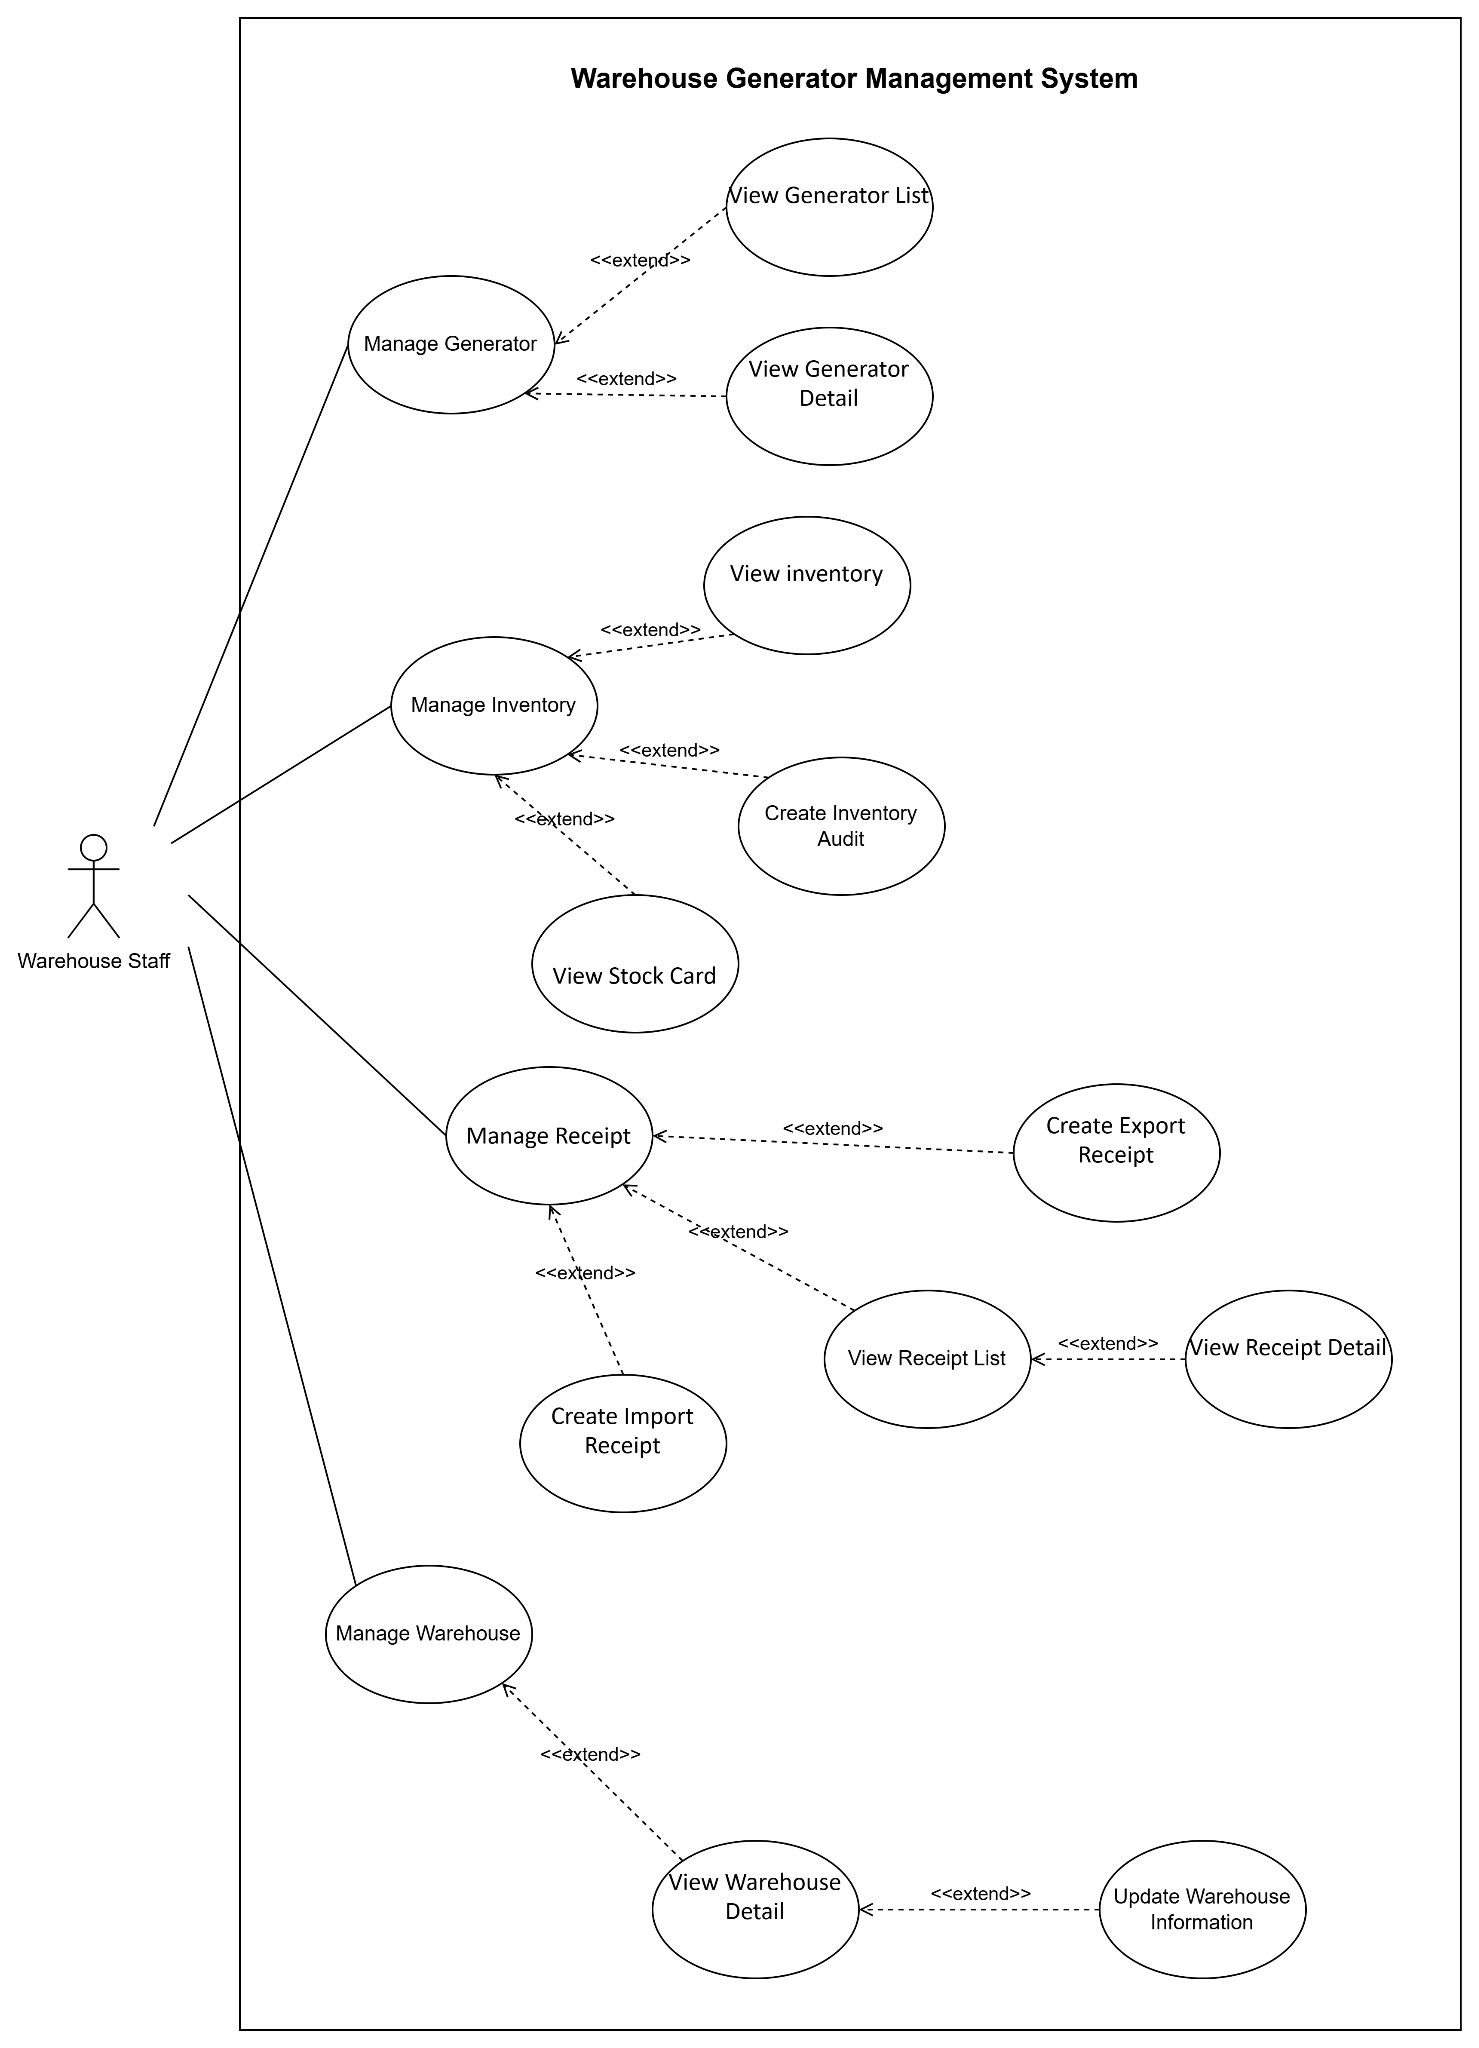 Warehouse Generator Management System
View Generator List
<<extend>>
Manage Generator
<<extend>>
View Generator
Detail
View inventory
<<extend>>
Manage Inventory
<<extend>>
Create Inventory
Audit
<<extend>>
Warehouse Staff
View Stock Card
Manage Receipt
<<extend>>
Create Export
Receipt
<<extend>>
<<extend>>
View Receipt List
<<extend>>
View Receipt Detail
Create Import
Receipt
Manage Warehouse
<<extend>>
View Warehouse
Detail
<<extend>>
Update Warehouse
Information